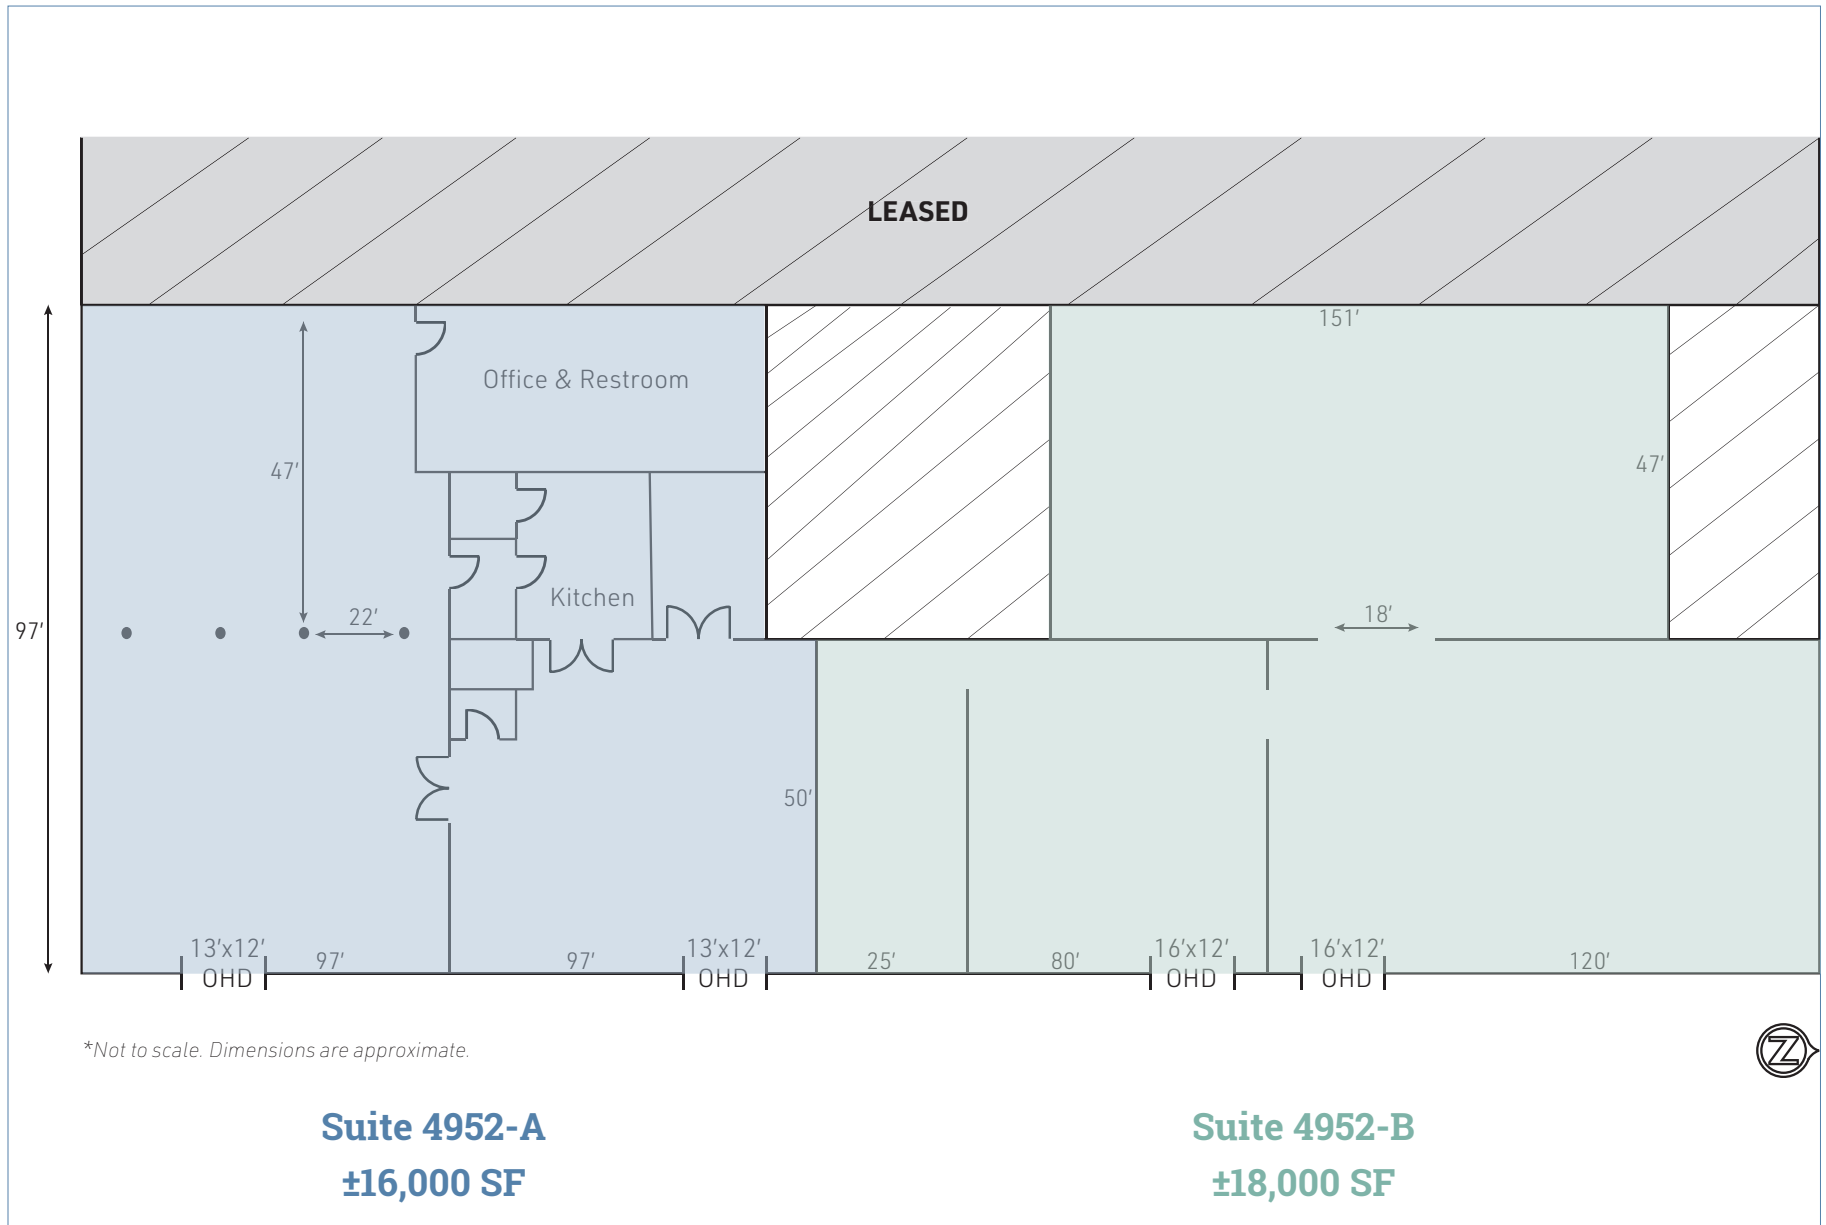 LEASED
151′
Office & Restroom
47′
47′
Kitchen
22′
18′
97′
50′
13′x12′
OHD
97′
97′
13′x12′
OHD
25′
80′
16′x12′
OHD
16′x12′
OHD
120′
*Not to scale. Dimensions are approximate.
N
Suite 4952-A
±16,000 SF
Suite 4952-B
±18,000 SF